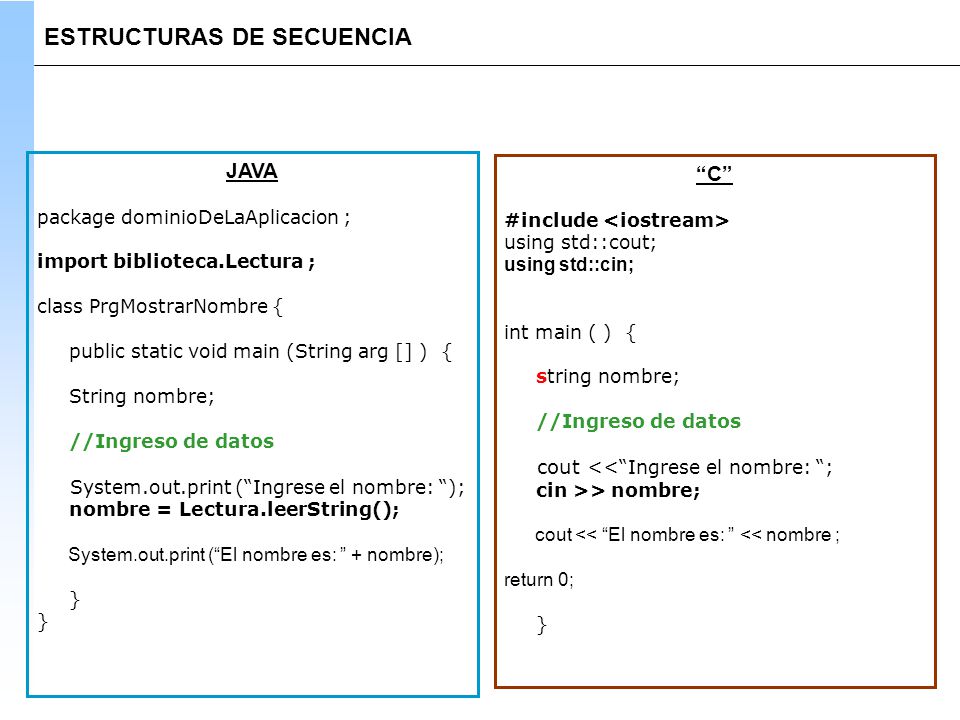 ESTRUCTURAS DE SECUENCIA
JAVA
package dominioDeLaAplicacion ;
import biblioteca.Lectura ;
class PrgMostrarNombre {
public static void main (String arg [] ) {
String nombre;
//Ingreso de datos
System.out.print (“Ingrese el nombre: “);
nombre = Lectura.leerString();
System.out.print (“El nombre es: ” + nombre);
}
}
“C”
#include <iostream>
using std::cout;
using std::cin;
int main ( ) {
string nombre;
//Ingreso de datos
cout <<“Ingrese el nombre: “;
cin >> nombre;
cout << “El nombre es: ” << nombre ;
return 0;
}